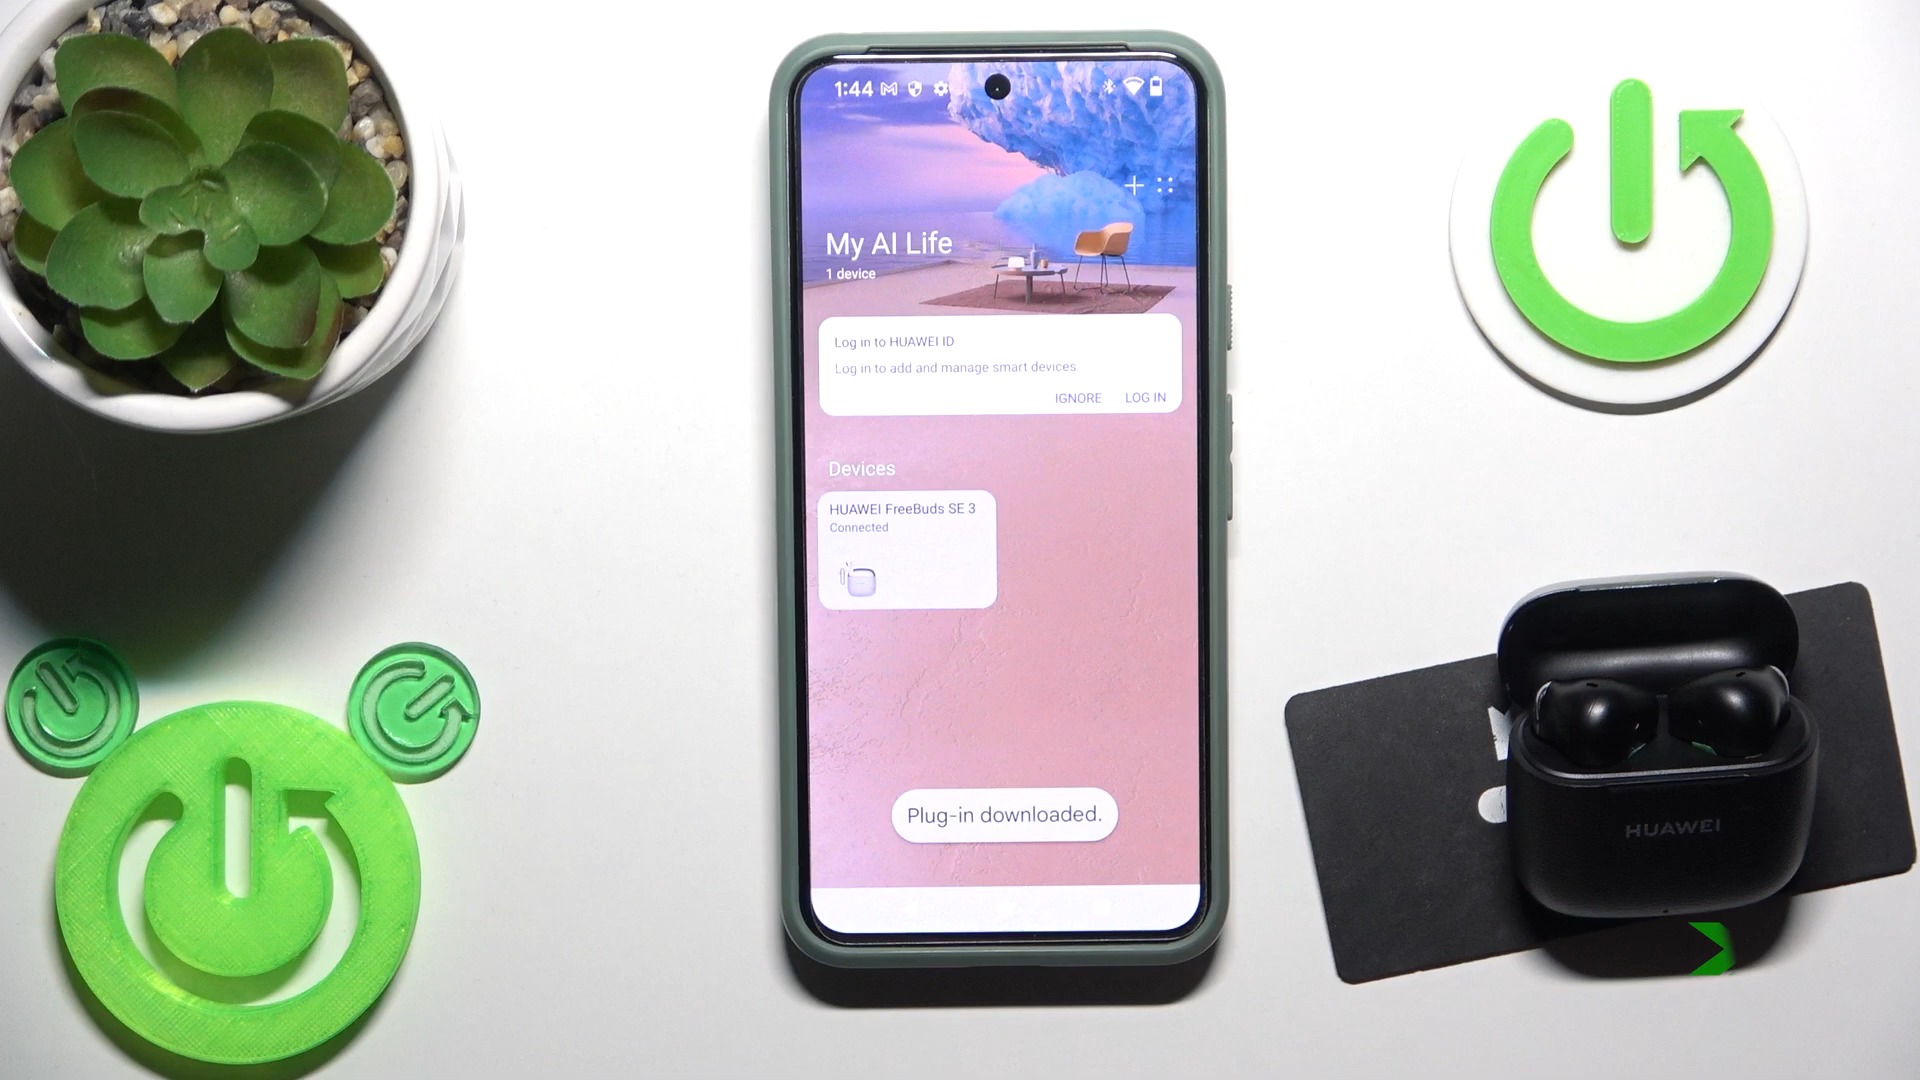 1:44
My AI Life
1 device
Log in to HUAWEI ID
Log in to add and manage smart devices
IGNORE LOG IN
Devices
HUAWEI FreeBuds SE 3
Connected
Plug-in downloaded.
HUAWEI